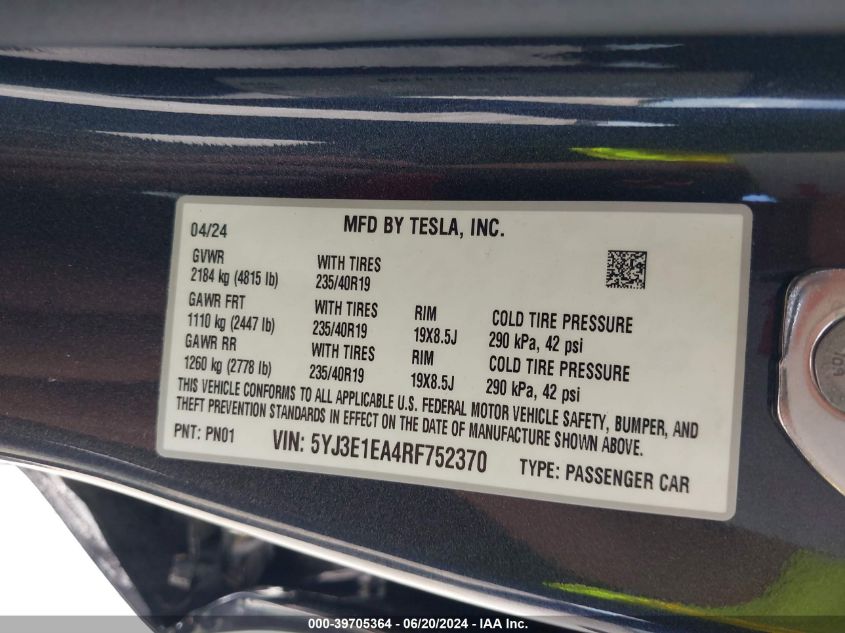 04/24
MFD BY TESLA, INC.
GVWR
2184 kg (4815 lb)
WITH TIRES
235/40R19
GAWR FRT
1110 kg (2447 lb)
WITH TIRES
235/40R19
RIM
19X8.5J
COLD TIRE PRESSURE
290 kPa, 42 psi
GAWR RR
1260 kg (2778 lb)
WITH TIRES
235/40R19
RIM
19X8.5J
COLD TIRE PRESSURE
290 kPa, 42 psi
THIS VEHICLE CONFORMS TO ALL APPLICABLE U.S. FEDERAL MOTOR VEHICLE SAFETY, BUMPER, AND
THEFT PREVENTION STANDARDS IN EFFECT ON THE DATE OF MANUFACTURE SHOWN ABOVE.
PNT: PN01
VIN: 5YJ3E1EA4RF752370
TYPE: PASSENGER CAR
000-39705364 - 06/20/2024 - IAA Inc.